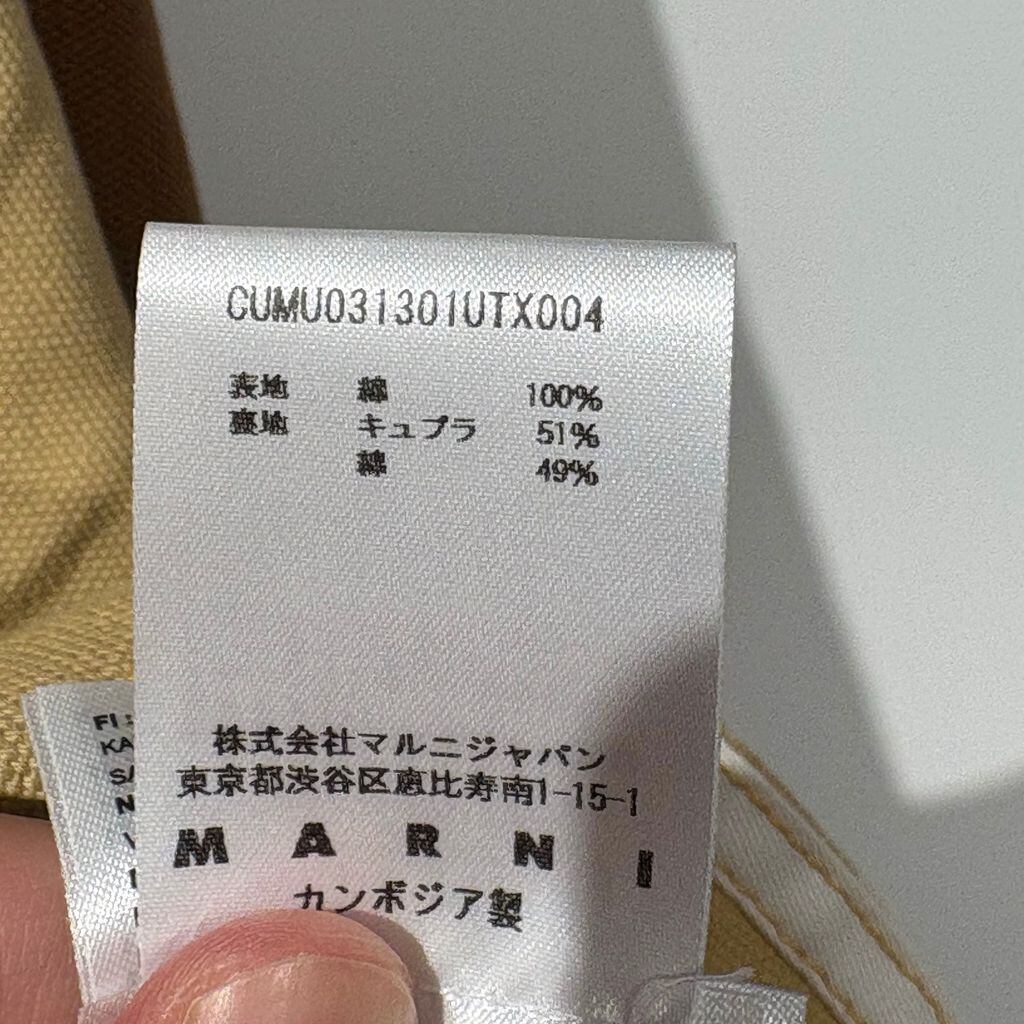 CUMU031301UTX004
表地 綿 100%
裏地 キュプラ 51%
綿 49%
株式会社マルニジャパン
東京都渋谷区恵比寿南1-15-1
MARNI
カンボジア製
FI
KA